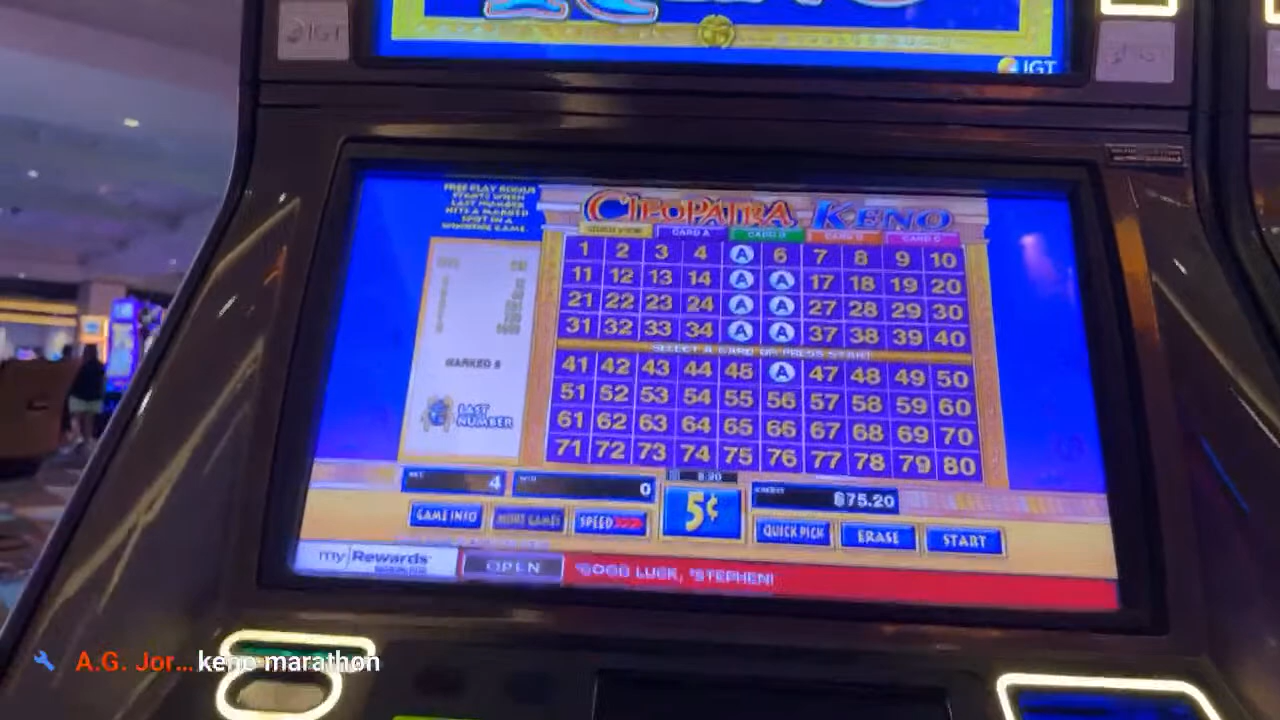 IGT
IGT
FREE PLAY BONUS
STARTS WHEN
LAST NUMBER
HITS A MARKED
SPOT IN A
WINNING GAME.
CLEOPATRA KENO
CARD A
1 2 3 4 A 6 7 8 9 10
11 12 13 14 A A 17 18 19 20
21 22 23 24 A A 27 28 29 30
31 32 33 34 A A 37 38 39 40
SELECT A CARD OR PRESS START
41 42 43 44 45 A 47 48 49 50
51 52 53 54 55 56 57 58 59 60
61 62 63 64 65 66 67 68 69 70
71 72 73 74 75 76 77 78 79 80
MARKED 8
LAST
NUMBER
4
0
5¢
$75.20
GAME INFO
MORE GAMES
SPEED >>>
QUICK PICK
ERASE
START
my Rewards
OPEN
GOOD LUCK, STEPHEN!
A.G. Jor... keno marathon